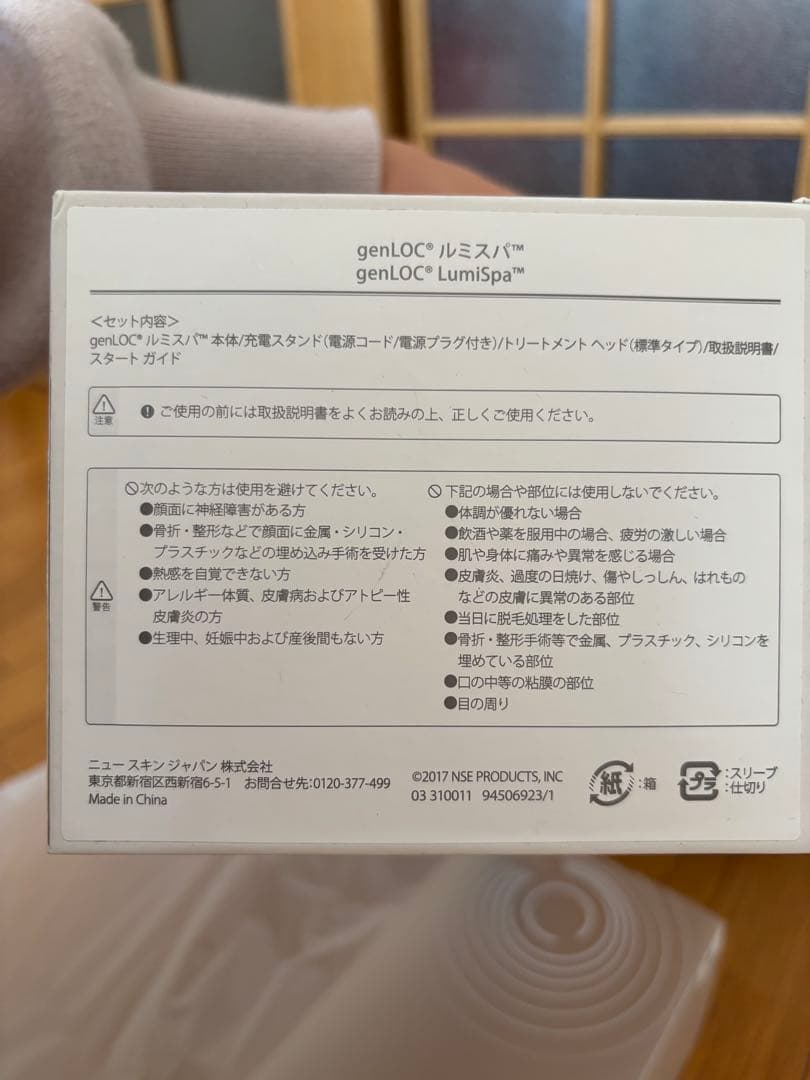 genLOC® ルミスパ™
genLOC® LumiSpa™
＜セット内容＞
genLOC® ルミスパ™ 本体/充電スタンド(電源コード/電源プラグ付き)/トリートメント ヘッド(標準タイプ)/取扱説明書/
スタート ガイド
注意
ご使用の前には取扱説明書をよくお読みの上、正しくご使用ください。
警告
次のような方は使用を避けてください。
●顔面に神経障害がある方
●骨折・整形などで顔面に金属・シリコン・
プラスチックなどの埋め込み手術を受けた方
●熱感を自覚できない方
●アレルギー体質、皮膚病およびアトピー性
皮膚炎の方
●生理中、妊娠中および産後間もない方
下記の場合や部位には使用しないでください。
●体調が優れない場合
●飲酒や薬を服用中の場合、疲労の激しい場合
●肌や身体に痛みや異常を感じる場合
●皮膚炎、過度の日焼け、傷やしっしん、はれもの
などの皮膚に異常のある部位
●当日に脱毛処理をした部位
●骨折・整形手術等で金属、プラスチック、シリコンを
埋めている部位
●口の中等の粘膜の部位
●目の周り
ニュー スキン ジャパン 株式会社
東京都新宿区西新宿6-5-1 お問合せ先:0120-377-499
Made in China
©2017 NSE PRODUCTS, INC
03 310011 94506923/1
紙:箱
プラ:スリーブ
:仕切り